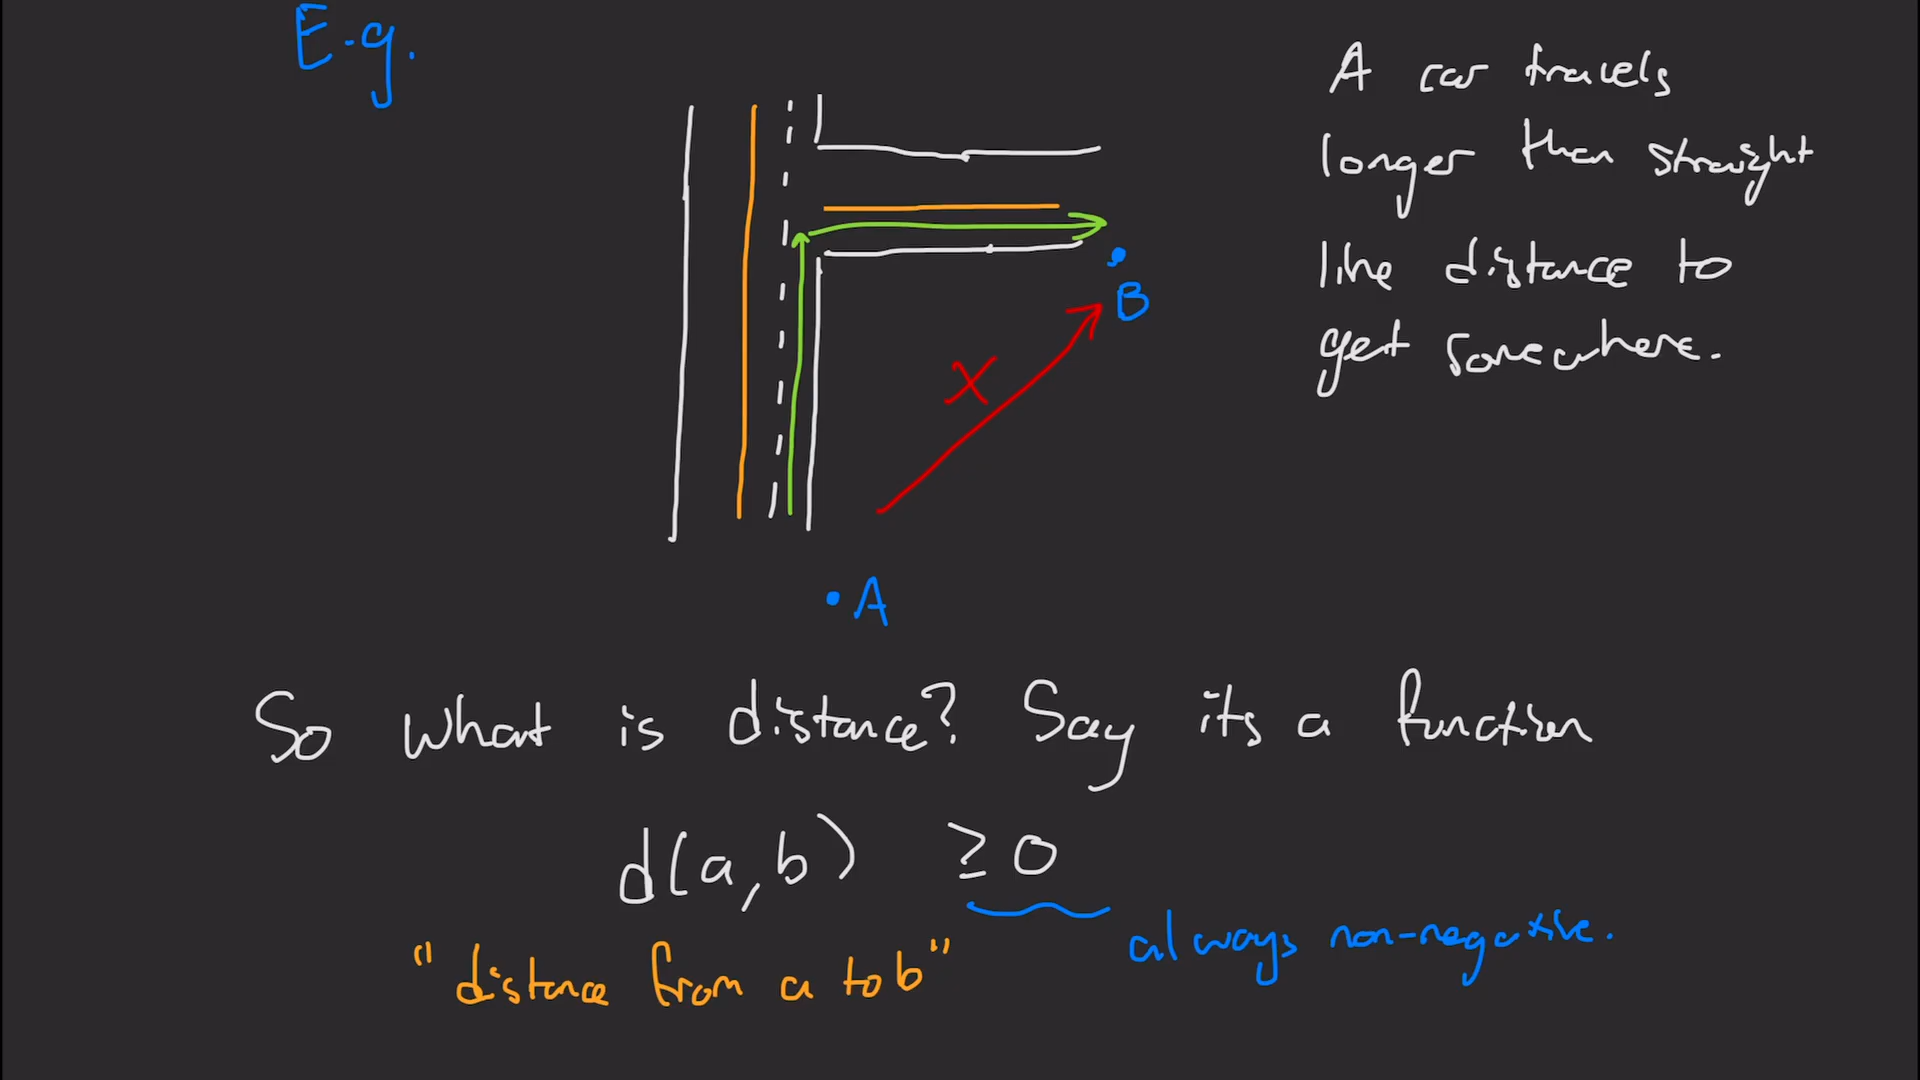 E.g.
A car travels
longer than straight
line distance to
get somewhere.
X
B
A
So what is distance? Say its a function
d(a,b) ≥ 0
always non-negative.
"distance from a to b"